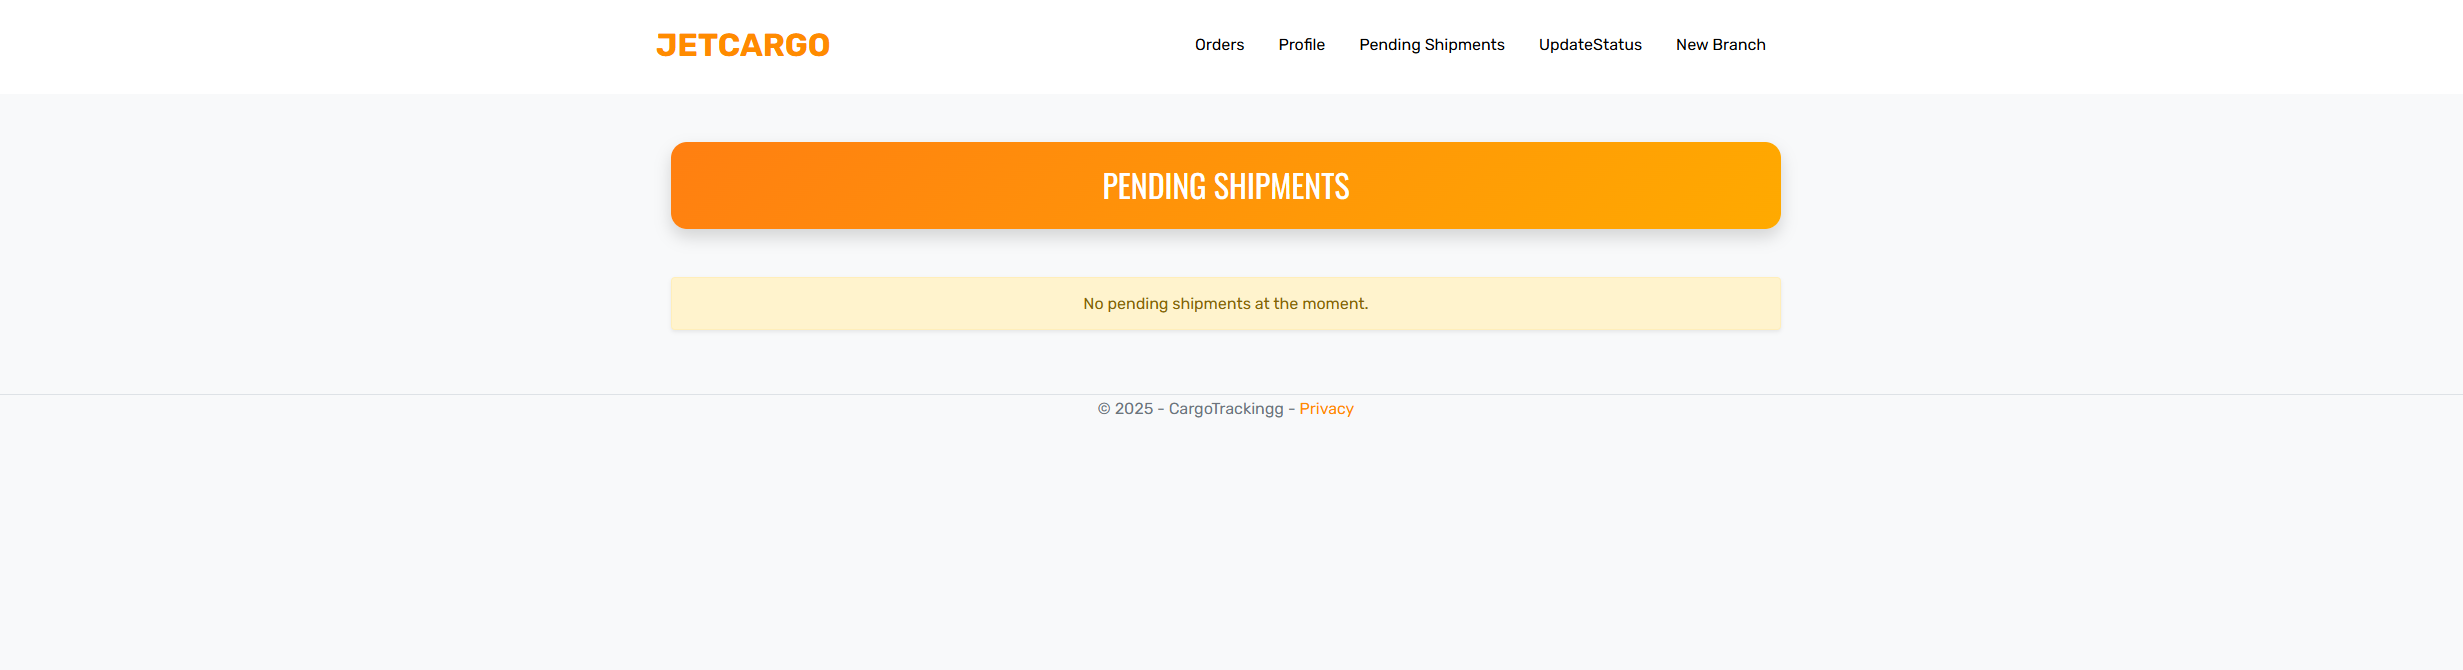 JETCARGO
Orders Profile Pending Shipments UpdateStatus New Branch
PENDING SHIPMENTS
No pending shipments at the moment.
© 2025 - CargoTrackingg - Privacy